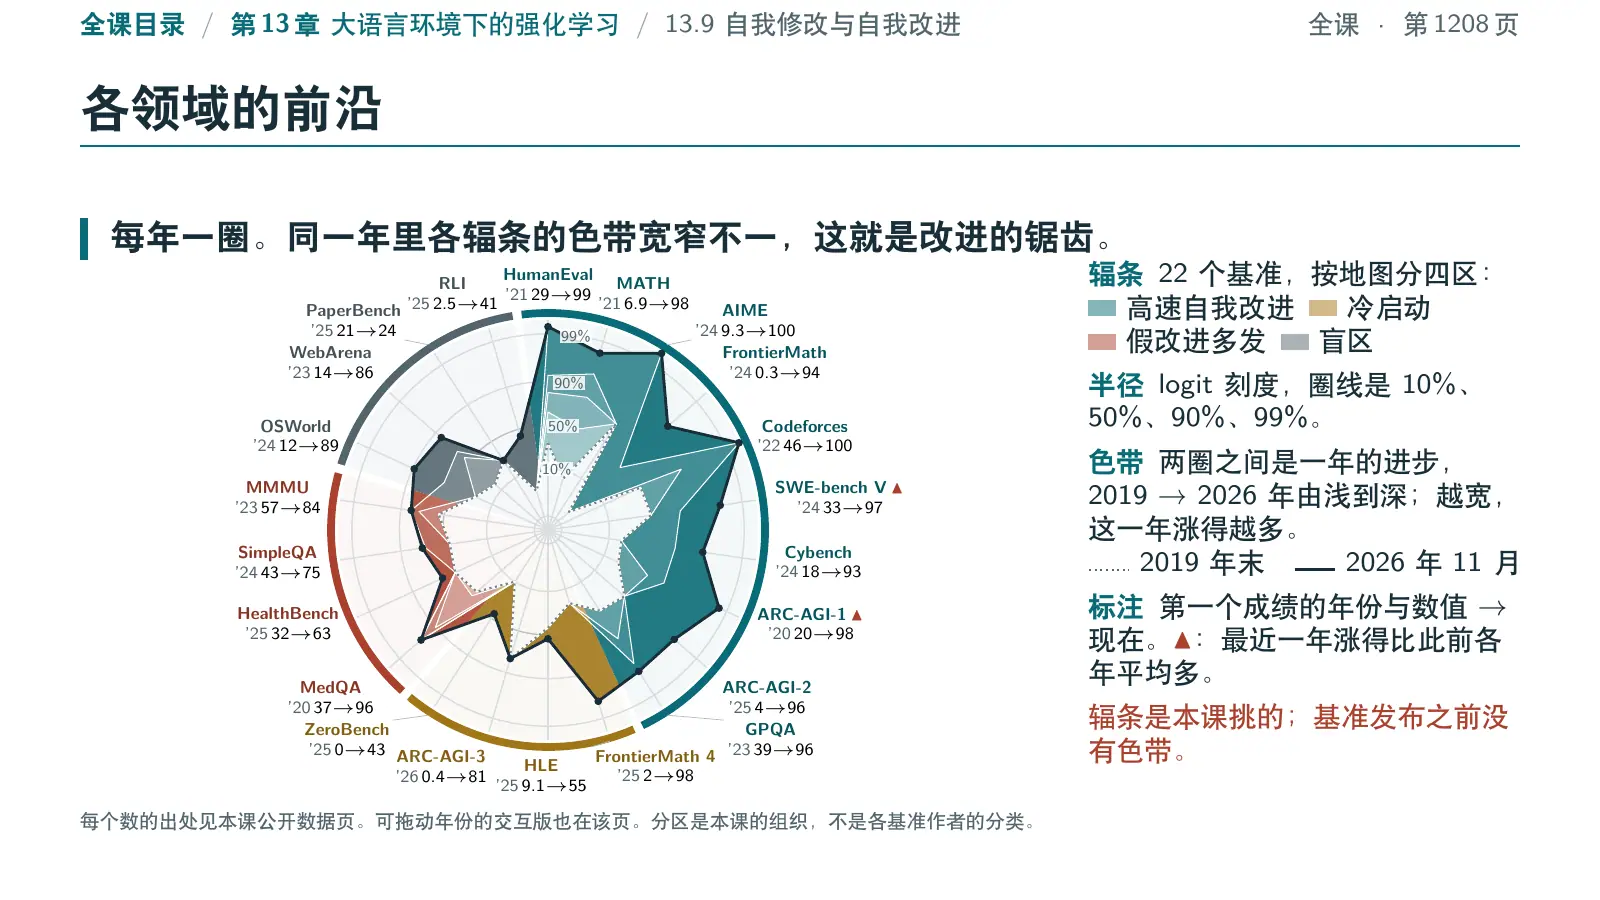 全课目录 / 第 13 章 大语言环境下的强化学习 / 13.9 自我修改与自我改进
全课 · 第 1208 页
各领域的前沿
每年一圈。同一年里各辐条的色带宽窄不一，这就是改进的锯齿。
HumanEval
’21 29→99
MATH
’21 6.9→98
AIME
’24 9.3→100
FrontierMath
’24 0.3→94
Codeforces
’22 46→100
SWE-bench V ▲
’24 33→97
Cybench
’24 18→93
ARC-AGI-1 ▲
’20 20→98
ARC-AGI-2
’25 4→96
GPQA
’23 39→96
FrontierMath 4
’25 2→98
HLE
’25 9.1→55
ARC-AGI-3
’26 0.4→81
ZeroBench
’25 0→43
MedQA
’20 37→96
HealthBench
’25 32→63
SimpleQA
’24 43→75
MMMU
’23 57→84
OSWorld
’24 12→89
WebArena
’23 14→86
PaperBench
’25 21→24
RLI
’25 2.5→41
99%
90%
50%
10%
辐条 22 个基准，按地图分四区：
高速自我改进 冷启动
假改进多发 盲区
半径 logit 刻度，圈线是 10%、
50%、90%、99%。
色带 两圈之间是一年的进步，
2019 → 2026 年由浅到深；越宽，
这一年涨得越多。
2019 年末 2026 年 11 月
标注 第一个成绩的年份与数值 →
现在。▲：最近一年涨得比此前各
年平均多。
辐条是本课挑的；基准发布之前没
有色带。
每个数的出处见本课公开数据页。可拖动年份的交互版也在该页。分区是本课的组织，不是各基准作者的分类。